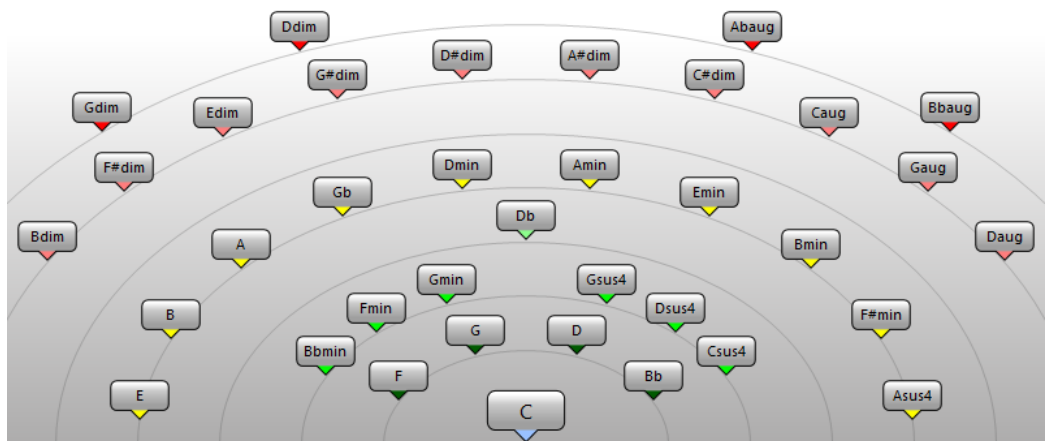 Ddim
Abaug
D#dim
A#dim
G#dim
C#dim
Gdim
Edim
Caug
Bbaug
F#dim
Dmin
Amin
Gaug
Gb
Emin
Db
Bdim
A
Bmin
Daug
Gmin
Gsus4
Fmin
Dsus4
B
F#min
G
D
Bbmin
Csus4
F
Bb
E
Asus4
C